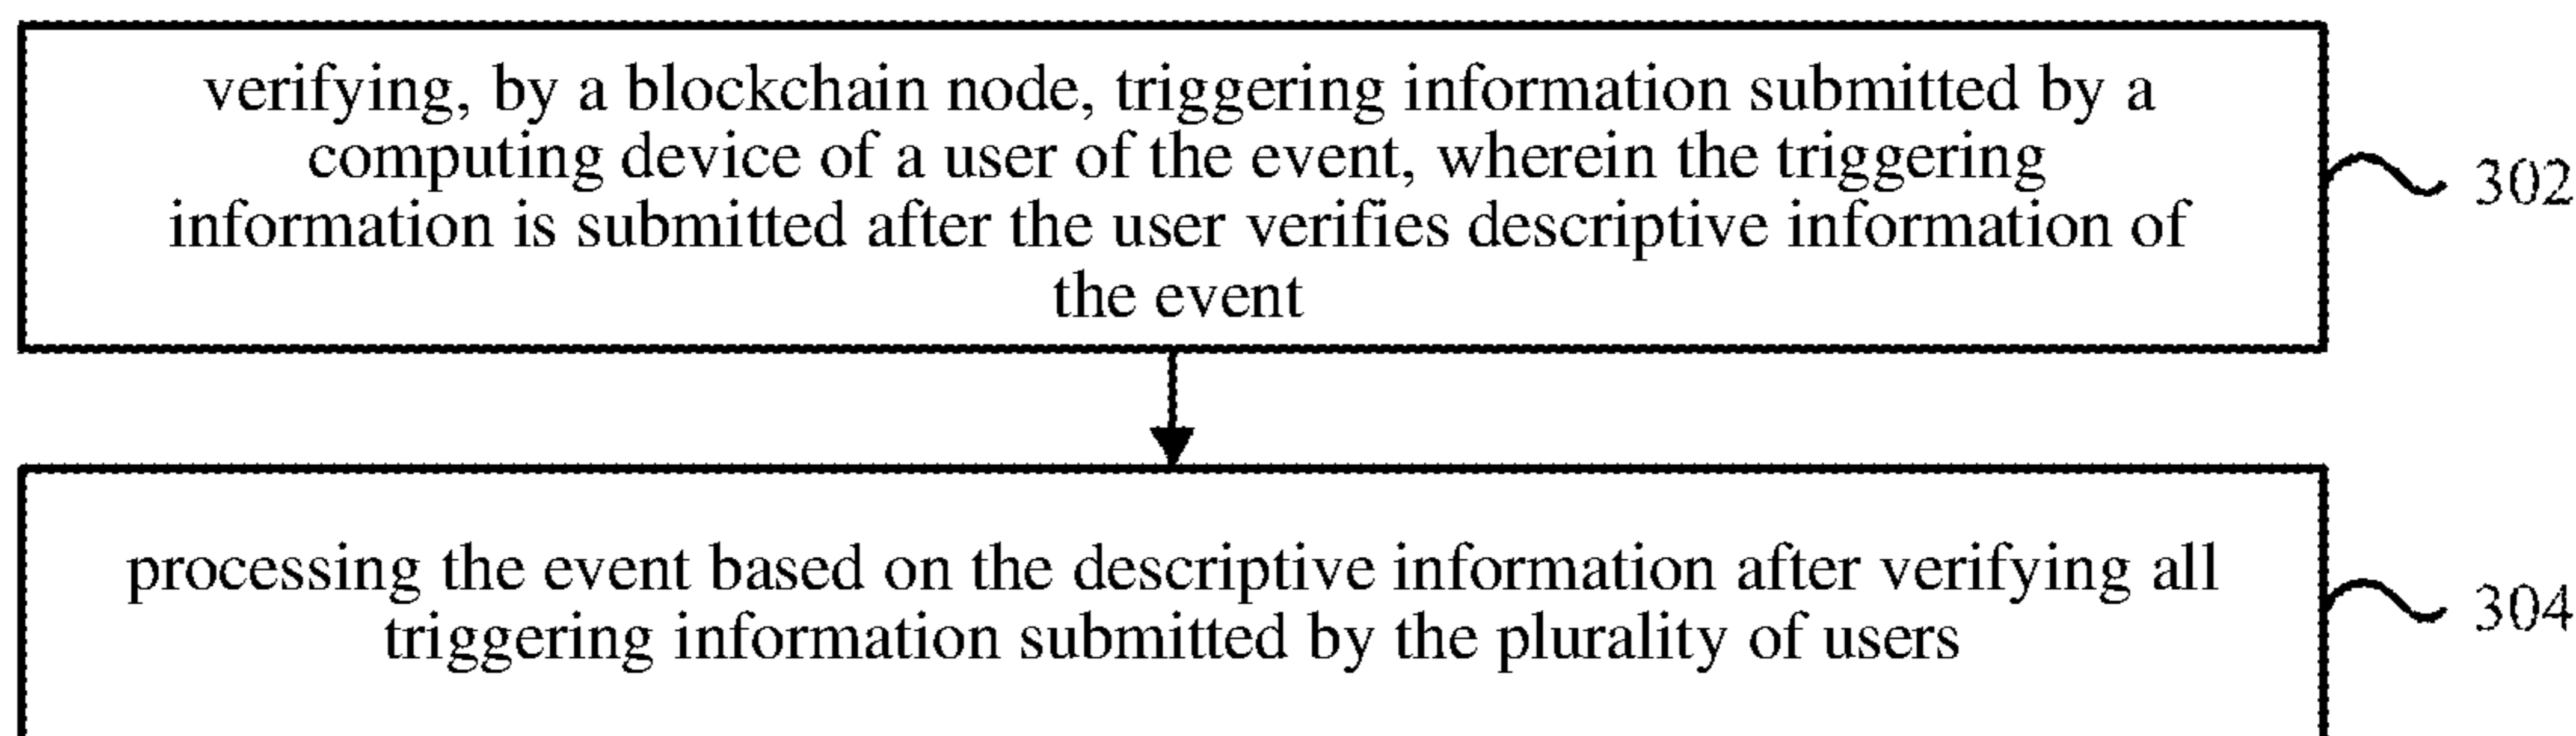 verifying, by a blockchain node, triggering information submitted by a
computing device of a user of the event, wherein the triggering
information is submitted after the user verifies descriptive information of
the event
302
processing the event based on the descriptive information after verifying all
triggering information submitted by the plurality of users
304